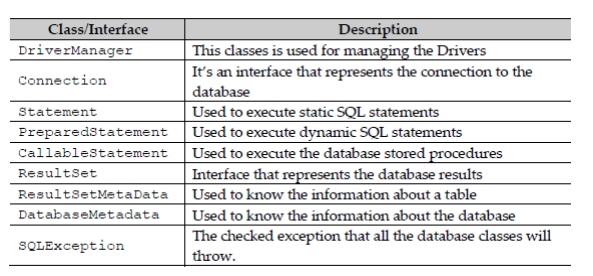 Class/Interface Description
DriverManager This classes is used for managing the Drivers
Connection It's an interface that represents the connection to the
database
Statement Used to execute static SQL statements
PreparedStatement Used to execute dynamic SQL statements
CallableStatement Used to execute the database stored procedures
ResultSet Interface that represents the database results
ResultSetMetaData Used to know the information about a table
DatabaseMetadata Used to know the information about the database
SQLException The checked exception that all the database classes will
throw.